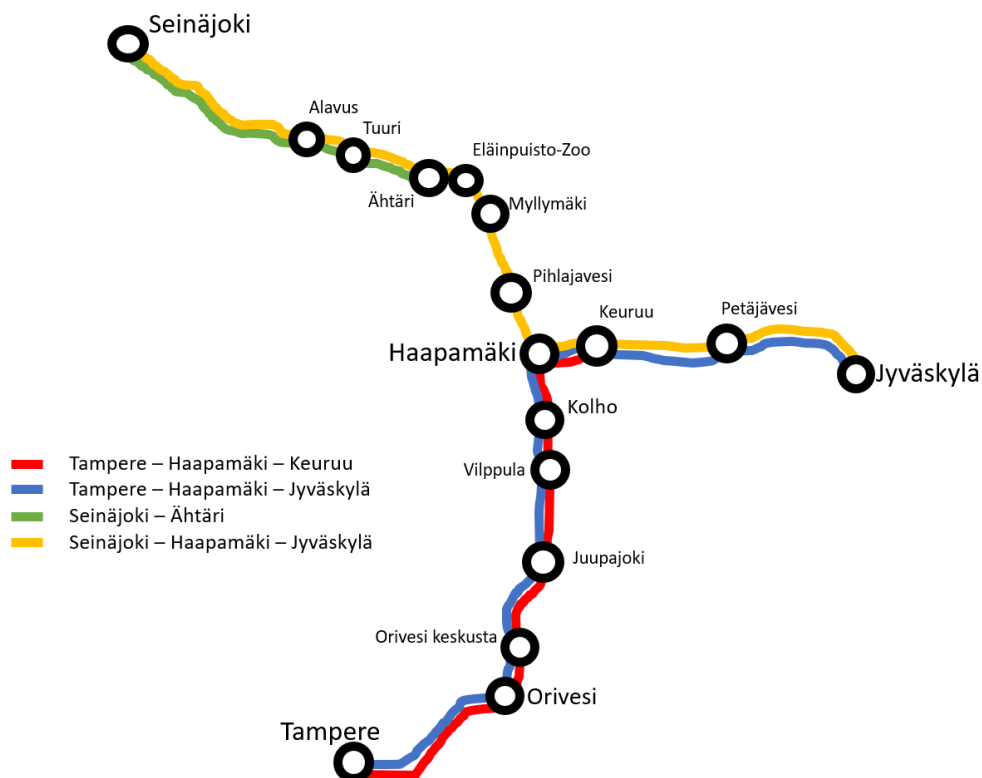 Seinäjoki
Alavus
Tuuri
Eläinpuisto-Zoo
Ähtäri
Myllymäki
Pihlajavesi
Keuruu
Petäjävesi
Haapamäki
Jyväskylä
Kolho
Vilppula
Tampere – Haapamäki – Keuruu
Tampere – Haapamäki – Jyväskylä
Seinäjoki – Ähtäri
Seinäjoki – Haapamäki – Jyväskylä
Juupajoki
Orivesi keskusta
Orivesi
Tampere